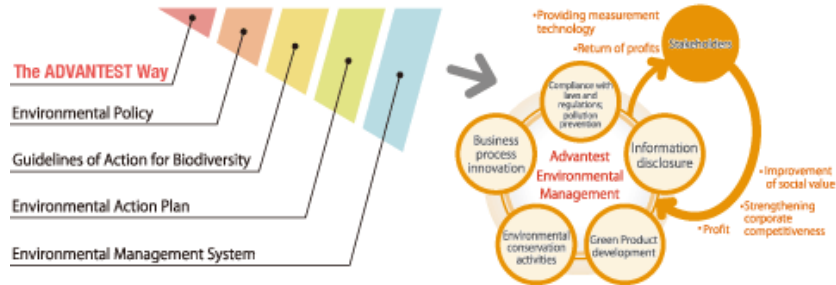 The ADVANTEST Way
Environmental Policy
Guidelines of Action for Biodiversity
Environmental Action Plan
Environmental Management System
•Providing measurement
technology
•Return of profits
Stakeholders
Compliance with
laws and
regulations;
pollution
prevention
Business
process
innovation
Advantest
Environmental
Management
Information
disclosure
Environmental
conservation
activities
Green Product
development
•Improvement
of social value
•Strengthening
corporate
competitiveness
•Profit